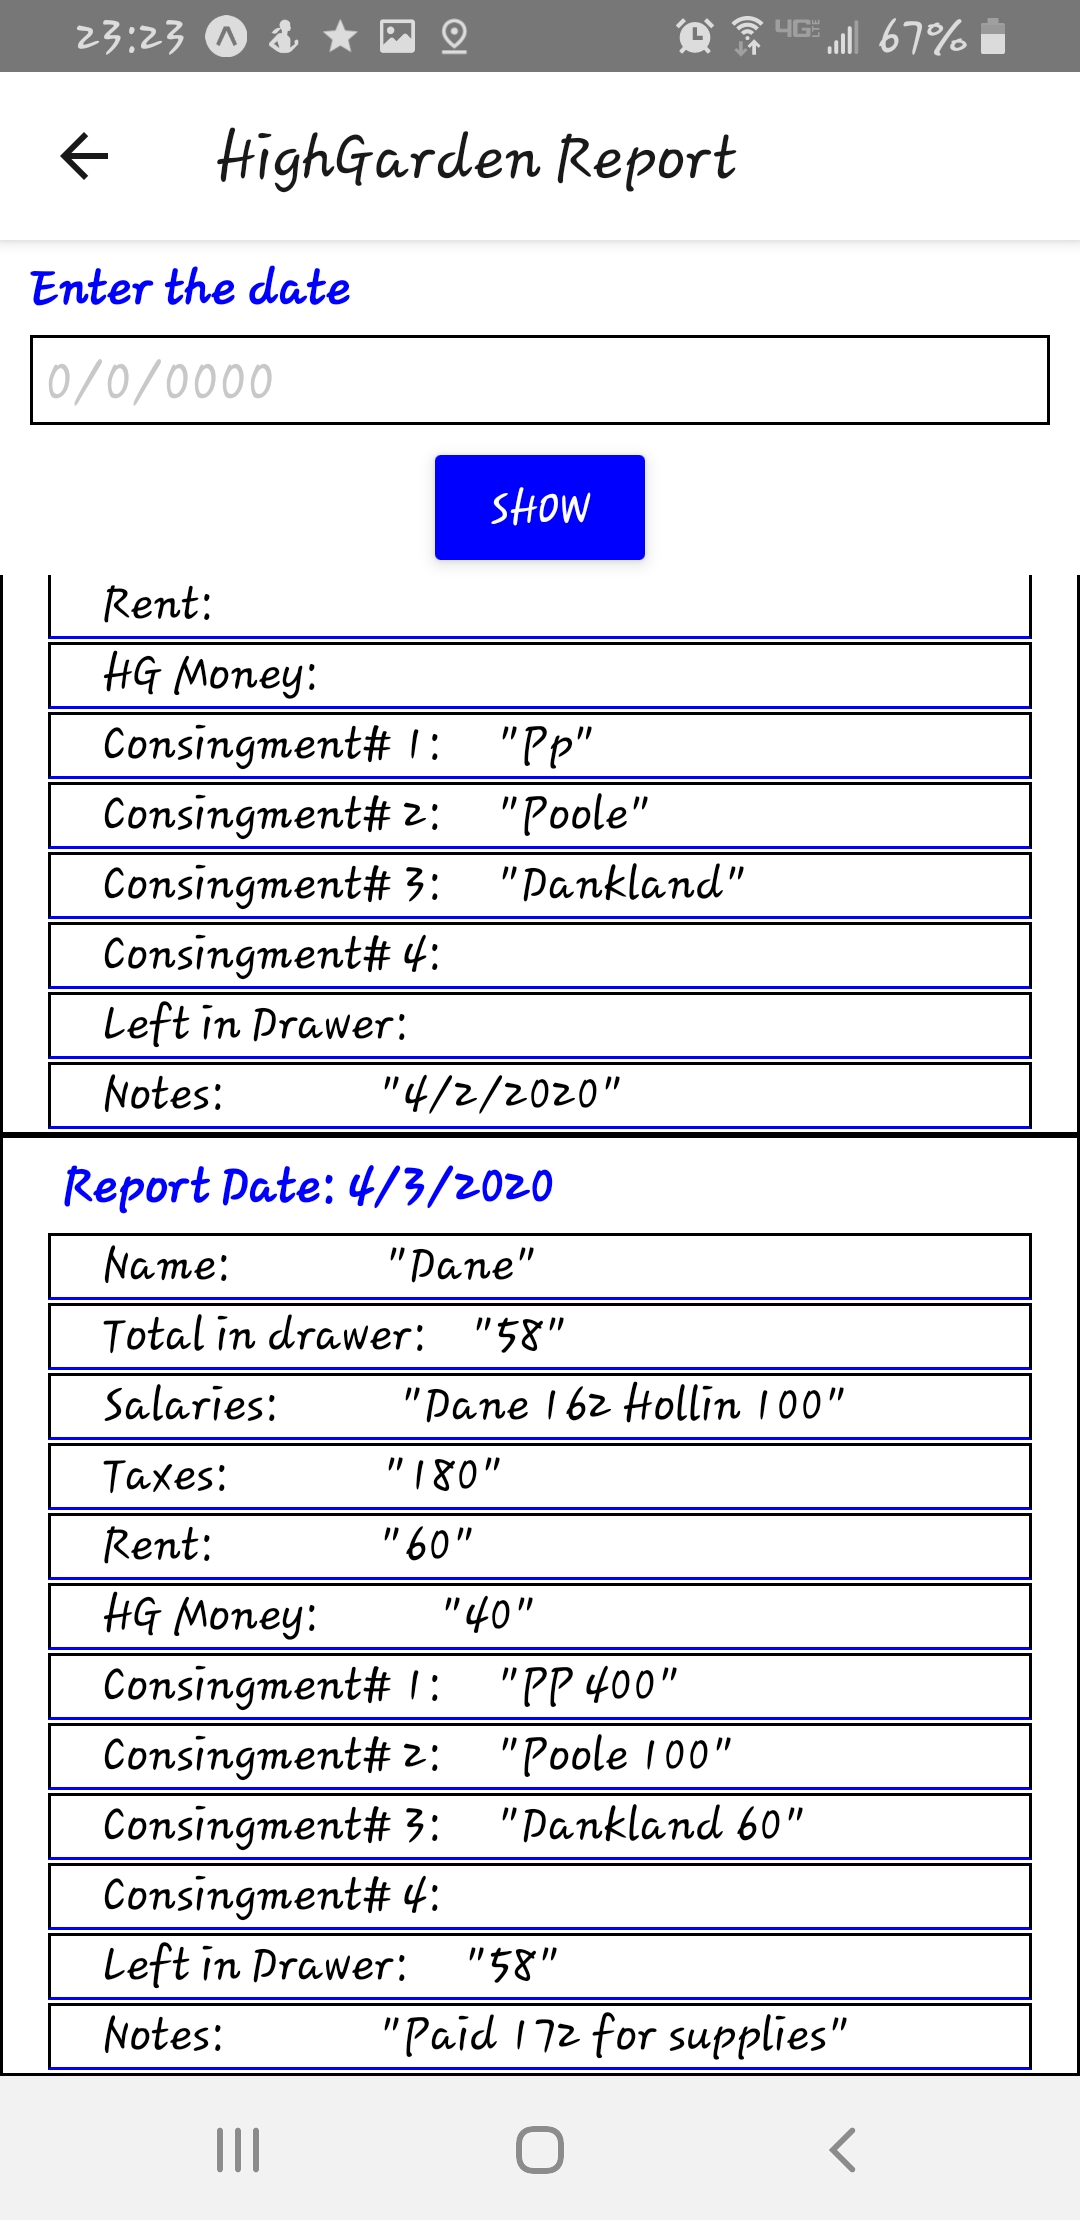 23:23 4G LTE 67%
HighGarden Report
Enter the date
0/0/0000
SHOW
Rent:
HG Money:
Consingment# 1: "Pp"
Consingment# 2: "Poole"
Consingment# 3: "Dankland"
Consingment# 4:
Left in Drawer:
Notes: "4/2/2020"
Report Date: 4/3/2020
Name: "Dane"
Total in drawer: "58"
Salaries: "Dane 162 Hollin 100"
Taxes: "180"
Rent: "60"
HG Money: "40"
Consingment# 1: "PP 400"
Consingment# 2: "Poole 100"
Consingment# 3: "Dankland 60"
Consingment# 4:
Left in Drawer: "58"
Notes: "Paid 172 for supplies"